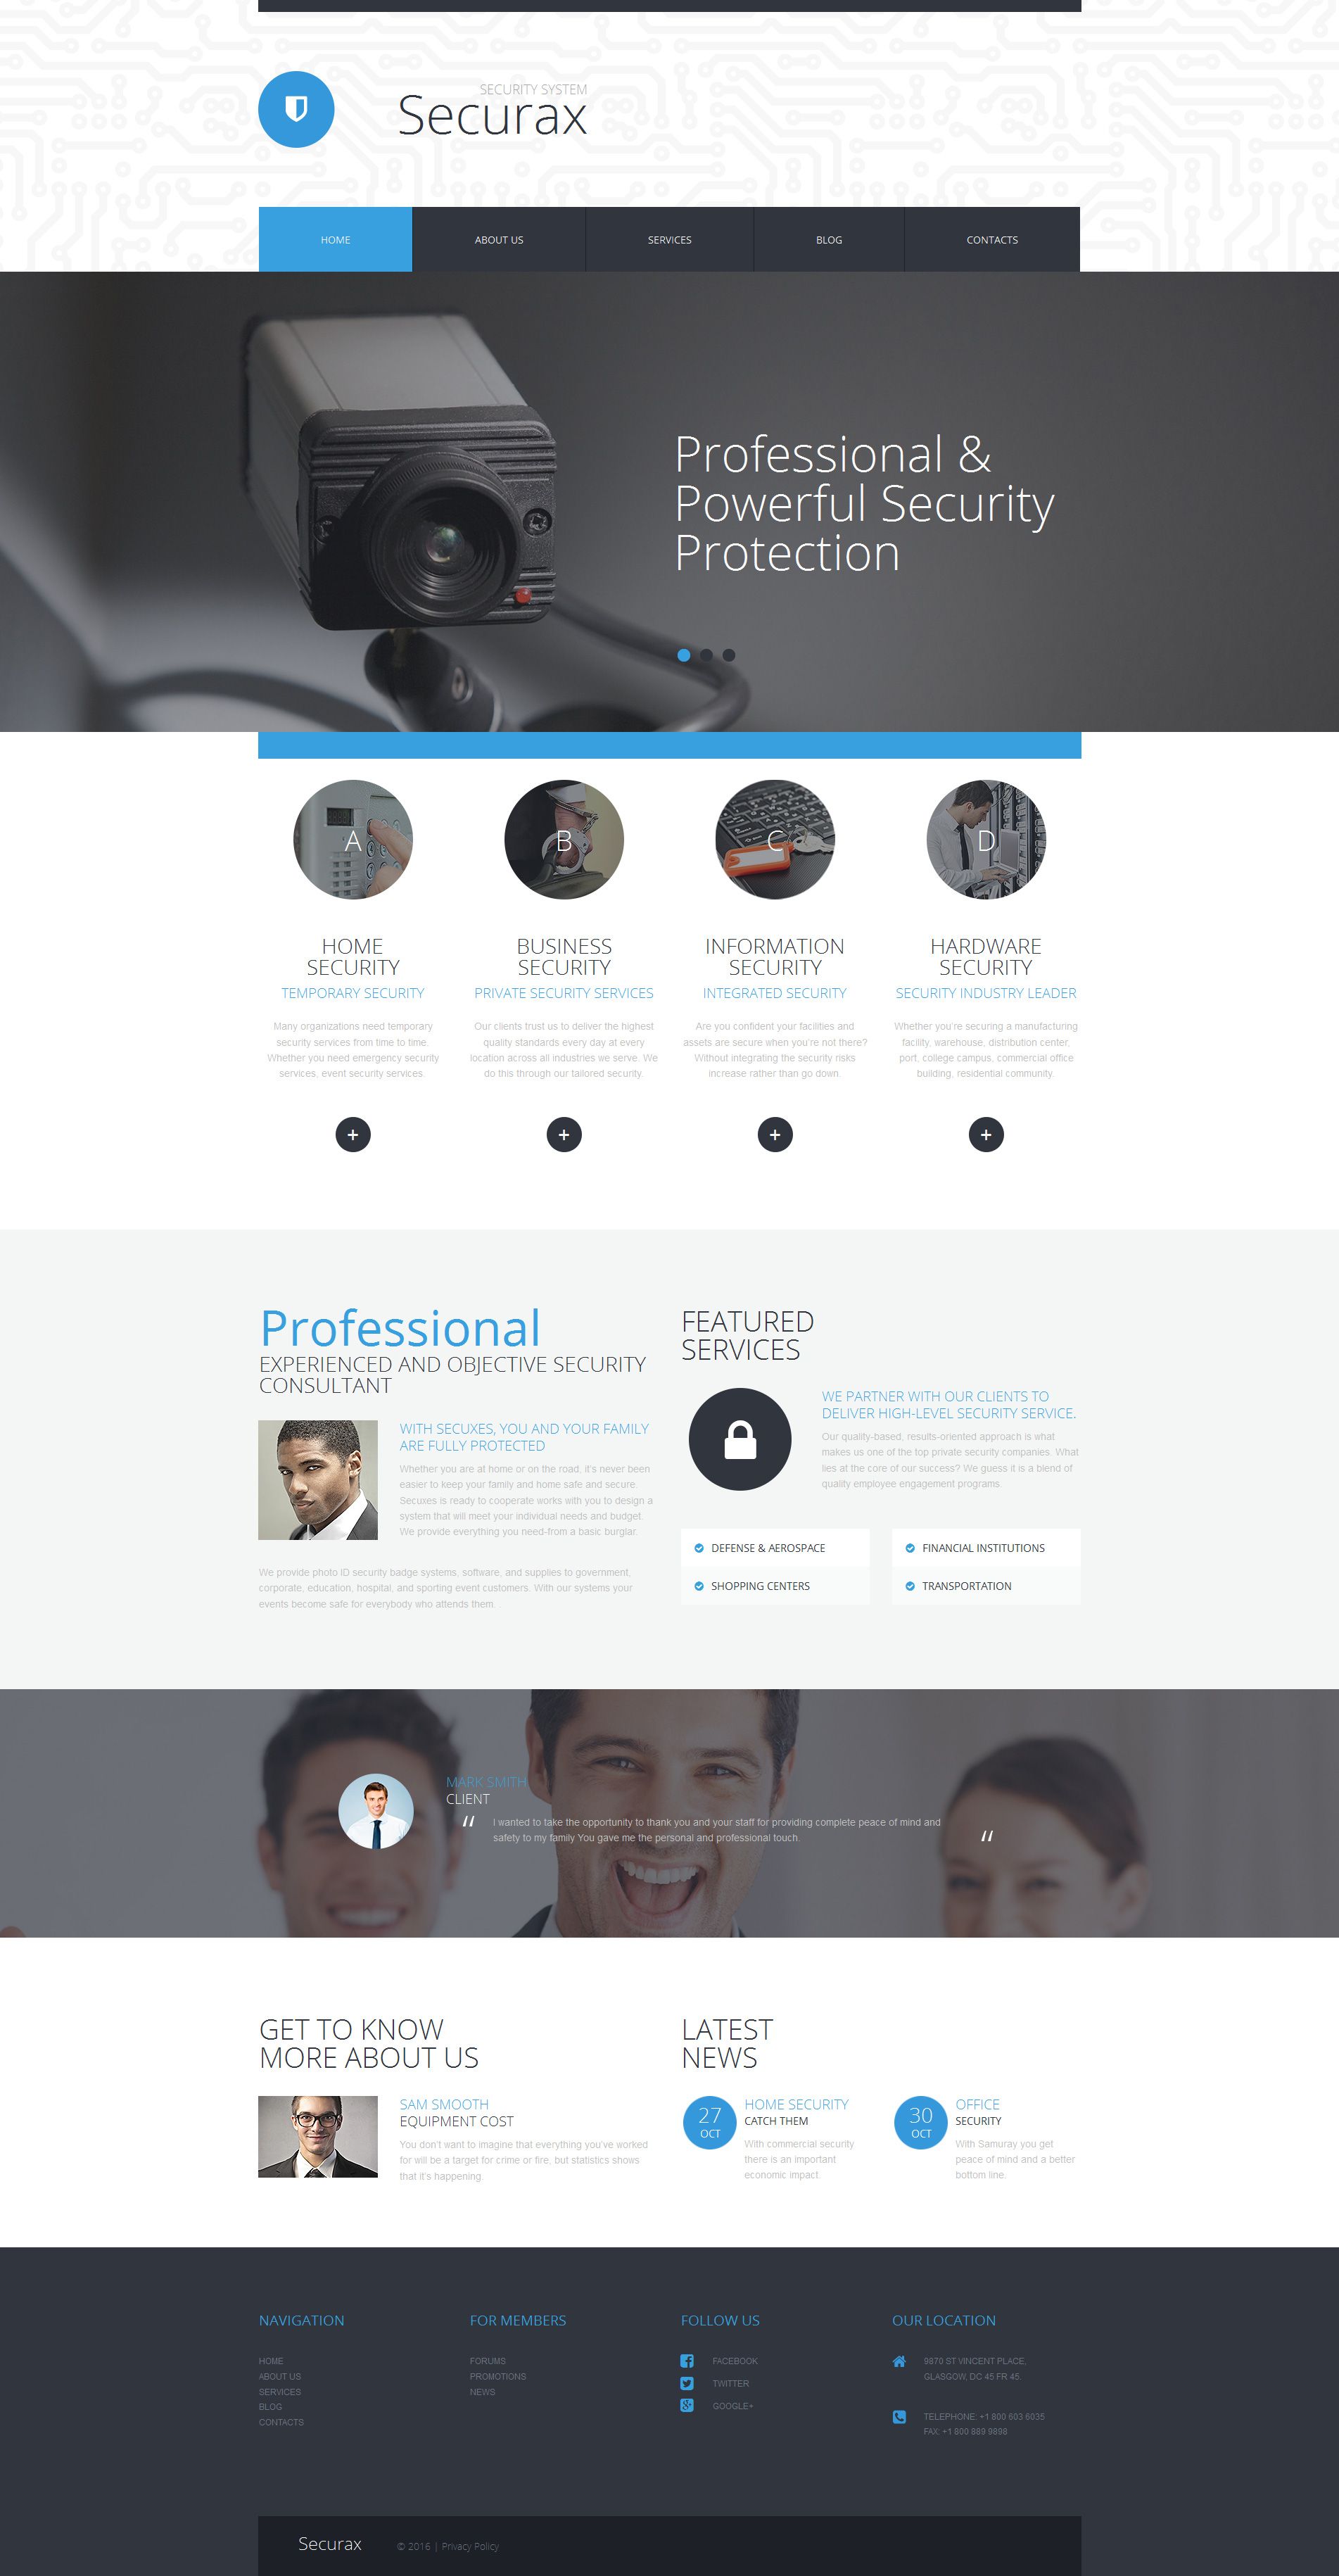 SECURITY SYSTEM
Securax
HOME
ABOUT US
SERVICES
BLOG
CONTACTS
Professional &
Powerful Security
Protection
A
B
C
D
HOME
SECURITY
TEMPORARY SECURITY
Many organizations need temporary
security services from time to time.
Whether you need emergency security
services, event security services.
BUSINESS
SECURITY
PRIVATE SECURITY SERVICES
Our clients trust us to deliver the highest
quality standards every day at every
location across all industries we serve. We
do this through our tailored security.
INFORMATION
SECURITY
INTEGRATED SECURITY
Are you confident your facilities and
assets are secure when you're not there?
Without integrating the security risks
increase rather than go down.
HARDWARE
SECURITY
SECURITY INDUSTRY LEADER
Whether you're securing a manufacturing
facility, warehouse, distribution center,
port, college campus, commercial office
building, residential community.
+
+
+
+
Professional
EXPERIENCED AND OBJECTIVE SECURITY
CONSULTANT
WITH SECUXES, YOU AND YOUR FAMILY
ARE FULLY PROTECTED
Whether you are at home or on the road, it's never been
easier to keep your family and home safe and secure.
Secuxes is ready to cooperate works with you to design a
system that will meet your individual needs and budget.
We provide everything you need-from a basic burglar.
We provide photo ID security badge systems, software, and supplies to government,
corporate, education, hospital, and sporting event customers. With our systems your
events become safe for everybody who attends them. .
FEATURED
SERVICES
WE PARTNER WITH OUR CLIENTS TO
DELIVER HIGH-LEVEL SECURITY SERVICE.
Our quality-based, results-oriented approach is what
makes us one of the top private security companies. What
lies at the core of our success? We guess it is a blend of
quality employee engagement programs.
DEFENSE & AEROSPACE
SHOPPING CENTERS
FINANCIAL INSTITUTIONS
TRANSPORTATION
MARK SMITH
CLIENT
“ I wanted to take the opportunity to thank you and your staff for providing complete peace of mind and
safety to my family You gave me the personal and professional touch. “
GET TO KNOW
MORE ABOUT US
SAM SMOOTH
EQUIPMENT COST
You don't want to imagine that everything you've worked
for will be a target for crime or fire, but statistics shows
that it's happening.
LATEST
NEWS
27
OCT
HOME SECURITY
CATCH THEM
With commercial security
there is an important
economic impact.
30
OCT
OFFICE
SECURITY
With Samuray you get
peace of mind and a better
bottom line.
NAVIGATION
HOME
ABOUT US
SERVICES
BLOG
CONTACTS
FOR MEMBERS
FORUMS
PROMOTIONS
NEWS
FOLLOW US
FACEBOOK
TWITTER
GOOGLE+
OUR LOCATION
9870 ST VINCENT PLACE,
GLASGOW, DC 45 FR 45.
TELEPHONE: +1 800 603 6035
FAX: +1 800 889 9898
Securax
© 2016 | Privacy Policy